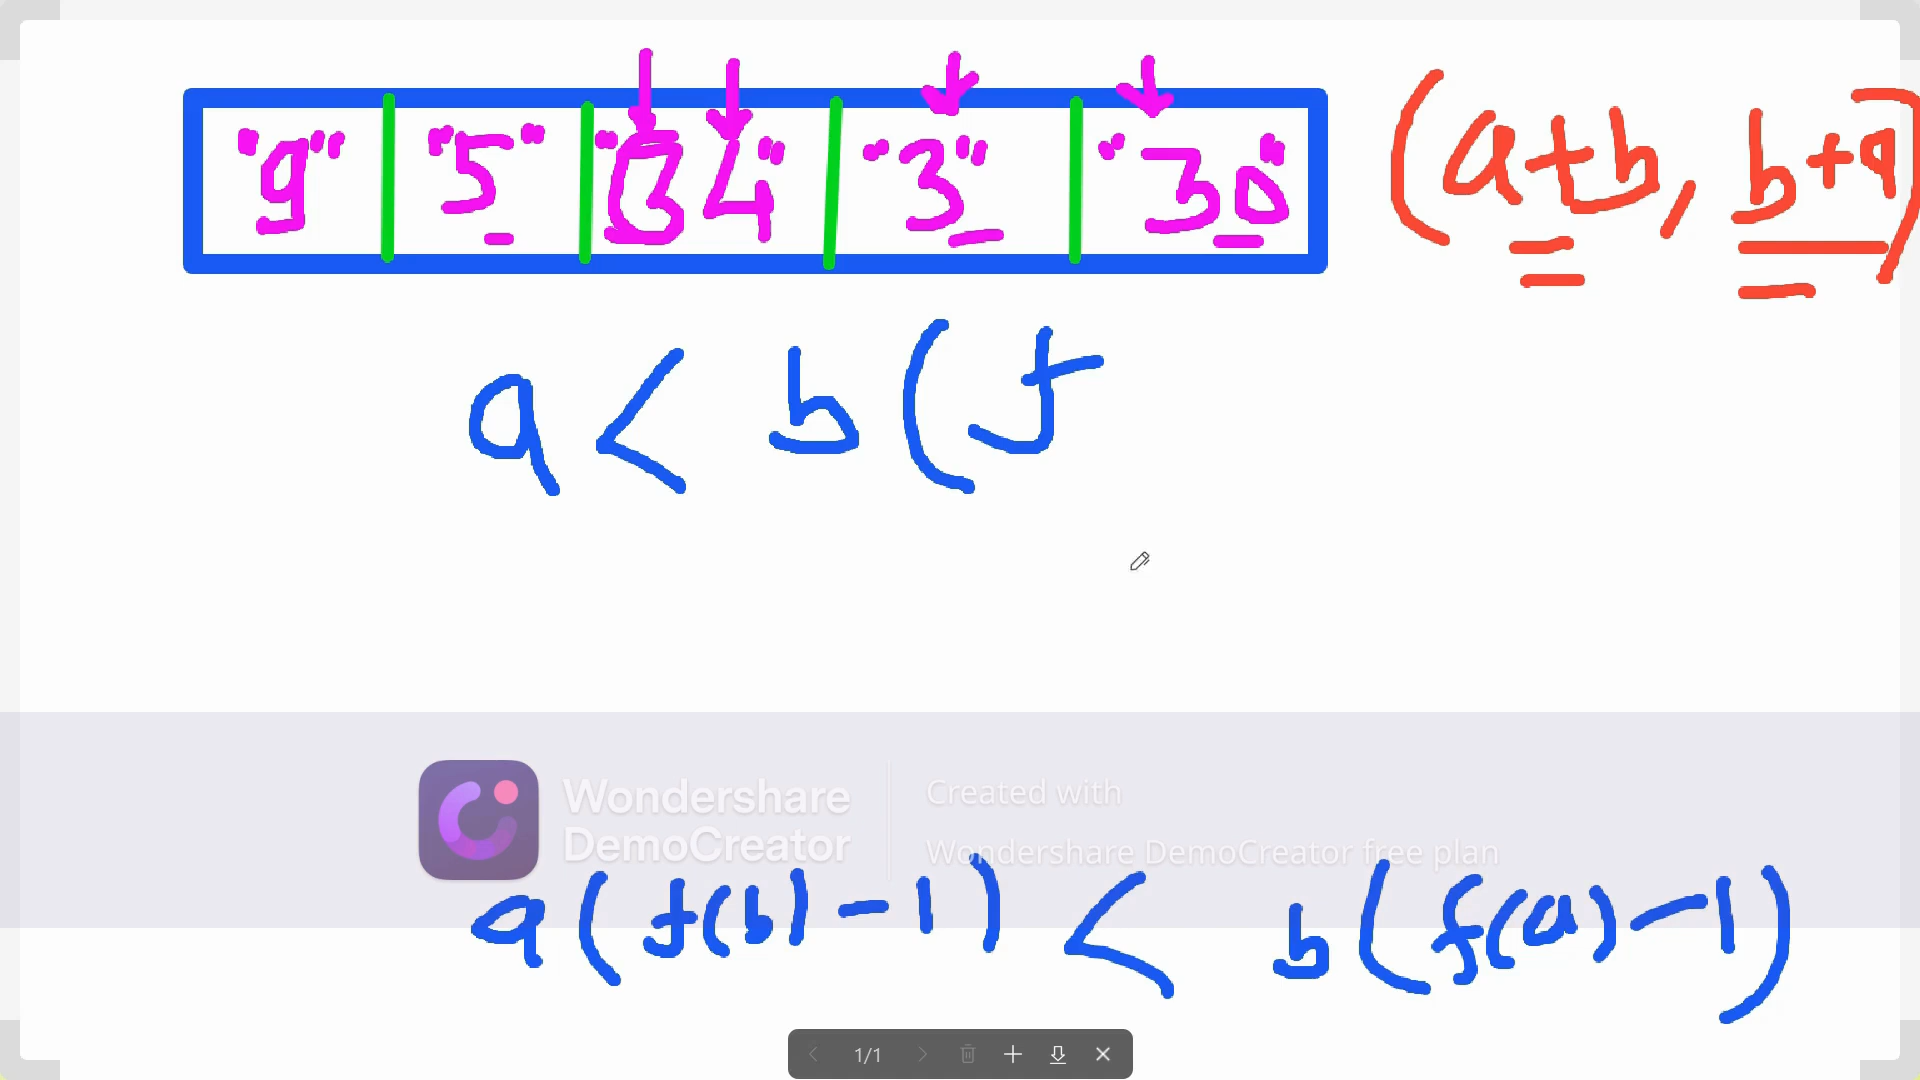 "9" "5" "34" "3" "30" (a+b, b+a)
a < b (f
Wondershare DemoCreator
Created with
Wondershare DemoCreator free plan
a(f(b)-1) < b(f(a)-1)
1/1